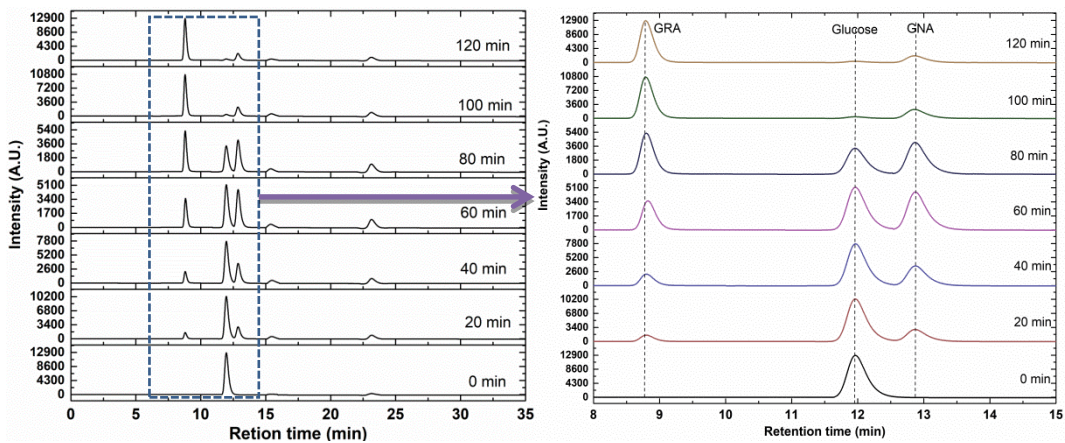 12900
8600
4300
0
120 min
10800
7200
3600
0
100 min
5400
3600
1800
0
80 min
5100
3400
1700
0
60 min
7800
5200
2600
0
40 min
10200
6800
3400
0
20 min
12900
8600
4300
0
0 min
Intensity (A.U.)
0 5 10 15 20 25 30 35
Retion time (min)
GRA Glucose GNA
12900
8600
4300
0
120 min
10800
7200
3600
0
100 min
5400
3600
1800
0
80 min
5100
3400
1700
0
60 min
7800
5200
2600
0
40 min
10200
6800
3400
0
20 min
12900
8600
4300
0
0 min
Intensity (A.U.)
8 9 10 11 12 13 14 15
Retention time (min)